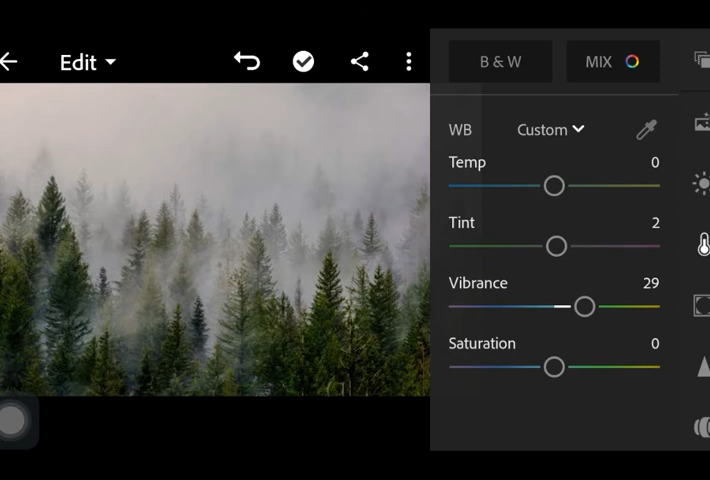 Edit
B & W
MIX
WB
Custom
Temp
0
Tint
2
Vibrance
29
Saturation
0